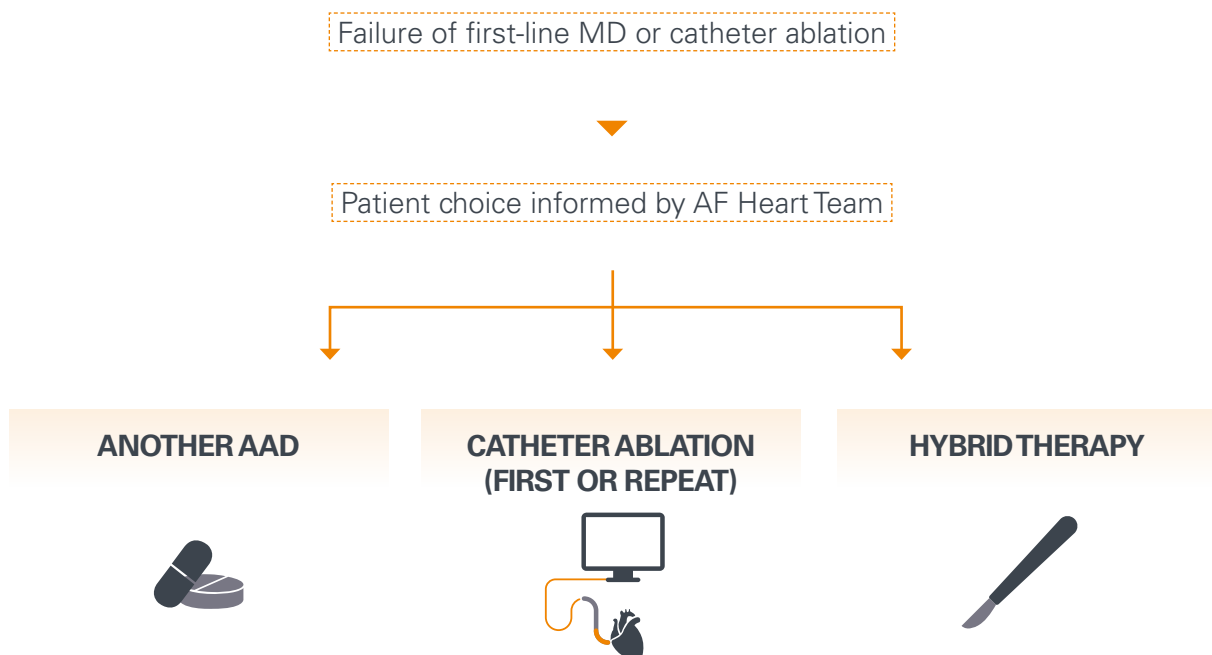 Failure of first-line MD or catheter ablation
Patient choice informed by AF Heart Team
ANOTHER AAD
CATHETER ABLATION
(FIRST OR REPEAT)
HYBRID THERAPY